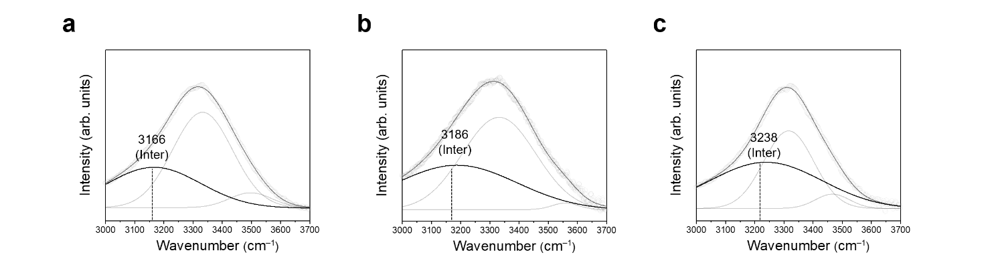 a
b
c
Intensity (arb. units)
3166
(Inter)
3000 3100 3200 3300 3400 3500 3600 3700
Wavenumber (cm⁻¹)
Intensity (arb. units)
3186
(Inter)
3000 3100 3200 3300 3400 3500 3600 3700
Wavenumber (cm⁻¹)
Intensity (arb. units)
3238
(Inter)
3000 3100 3200 3300 3400 3500 3600 3700
Wavenumber (cm⁻¹)